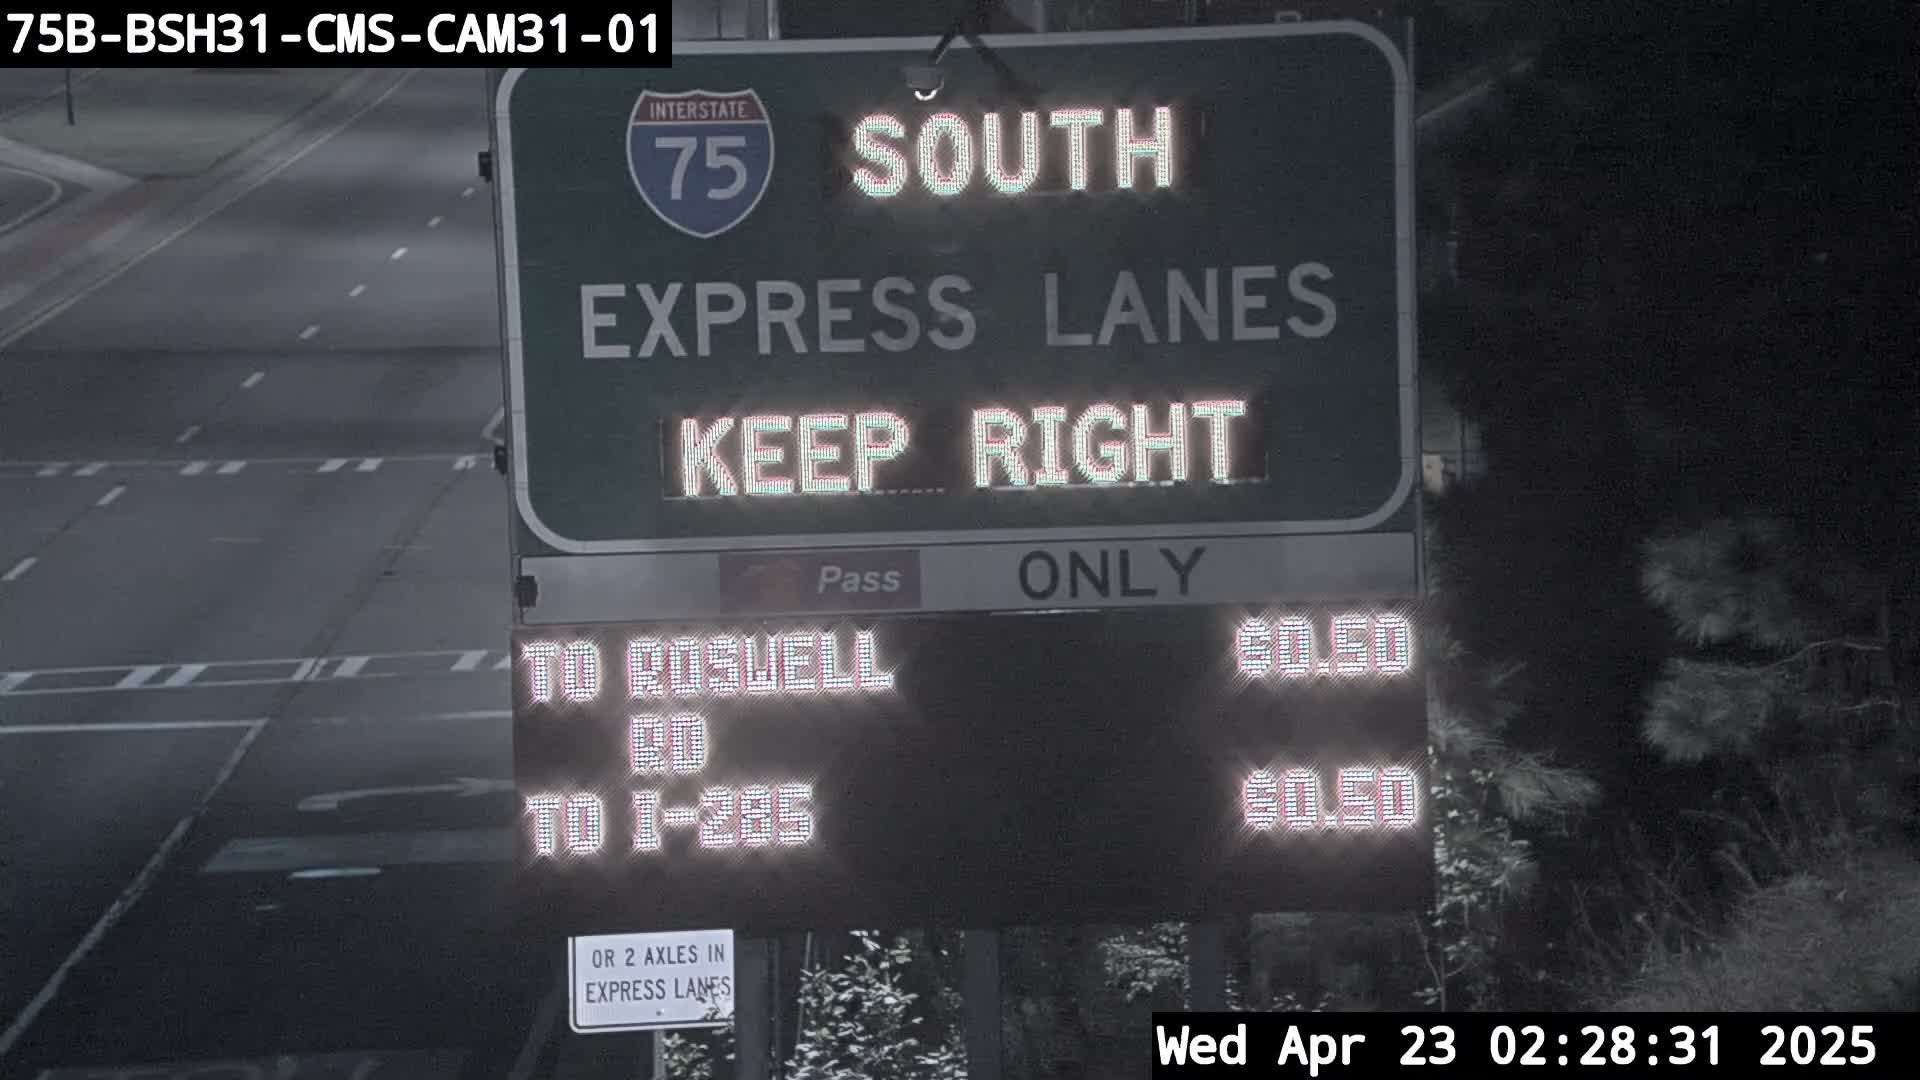 75B-BSH31-CMS-CAM31-01
INTERSTATE
75
SOUTH
EXPRESS LANES
KEEP RIGHT
Pass ONLY
TO ROSWELL $0.50
RD
TO I-285 $0.50
OR 2 AXLES IN
EXPRESS LANES
Wed Apr 23 02:28:31 2025